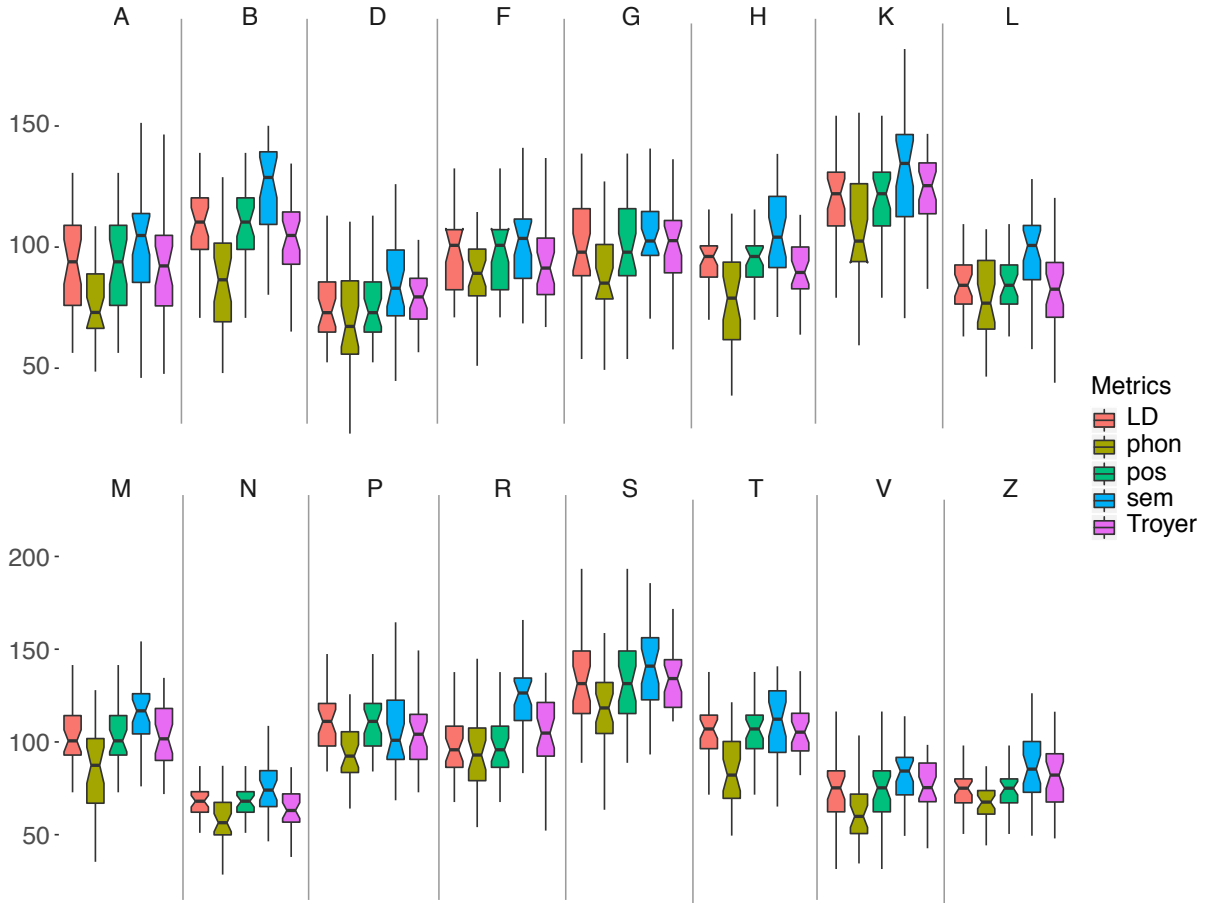 A B D F G H K L
150
100
50
Metrics
LD
phon
pos
sem
Troyer
M N P R S T V Z
200
150
100
50